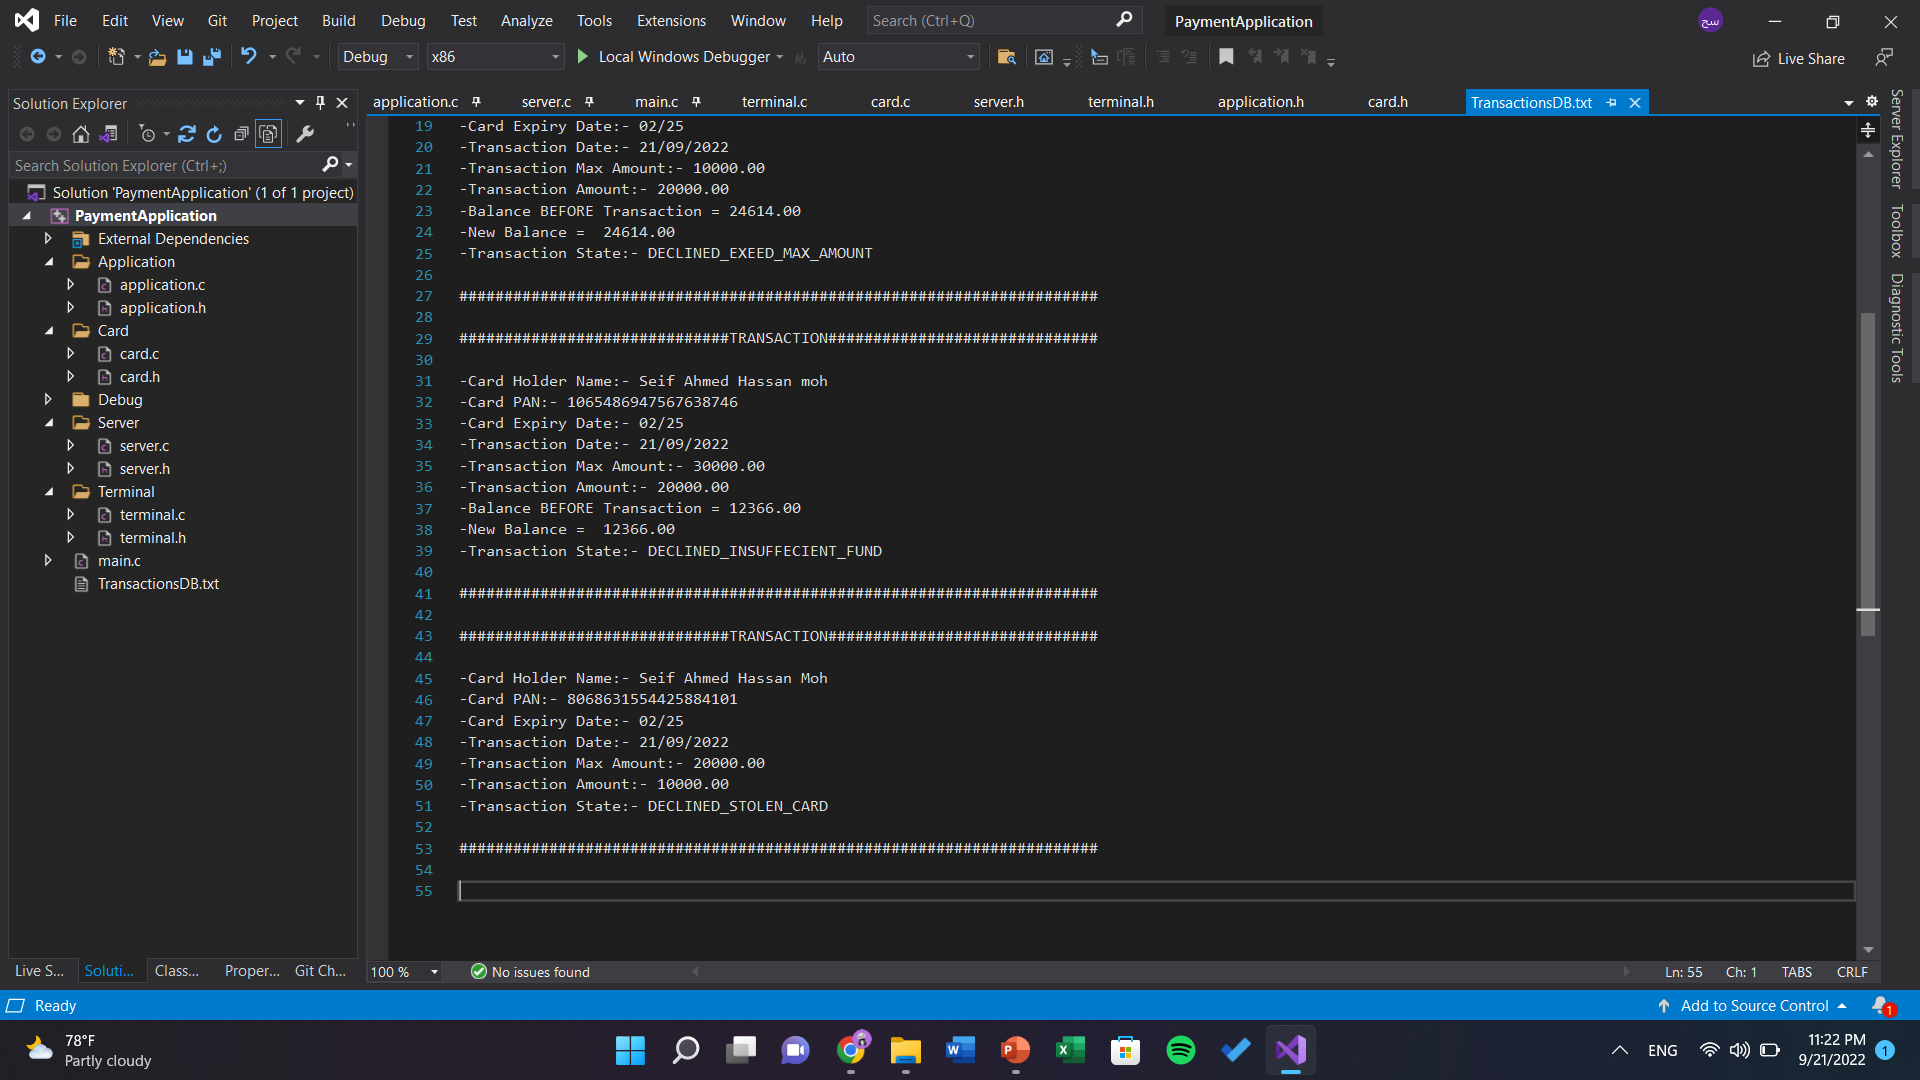 File Edit View Git Project Build Debug Test Analyze Tools Extensions Window Help Search (Ctrl+Q) PaymentApplication سح
Debug x86 Local Windows Debugger Auto Live Share
Solution Explorer
Search Solution Explorer (Ctrl+;)
Solution 'PaymentApplication' (1 of 1 project)
PaymentApplication
External Dependencies
Application
application.c
application.h
Card
card.c
card.h
Debug
Server
server.c
server.h
Terminal
terminal.c
terminal.h
main.c
TransactionsDB.txt
Live S... Soluti... Class... Proper... Git Ch...
application.c server.c main.c terminal.c card.c server.h terminal.h application.h card.h TransactionsDB.txt
19 -Card Expiry Date:- 02/25
20 -Transaction Date:- 21/09/2022
21 -Transaction Max Amount:- 10000.00
22 -Transaction Amount:- 20000.00
23 -Balance BEFORE Transaction = 24614.00
24 -New Balance =  24614.00
25 -Transaction State:- DECLINED_EXEED_MAX_AMOUNT
26
27 #######################################################################
28
29 ##############################TRANSACTION##############################
30
31 -Card Holder Name:- Seif Ahmed Hassan moh
32 -Card PAN:- 1065486947567638746
33 -Card Expiry Date:- 02/25
34 -Transaction Date:- 21/09/2022
35 -Transaction Max Amount:- 30000.00
36 -Transaction Amount:- 20000.00
37 -Balance BEFORE Transaction = 12366.00
38 -New Balance =  12366.00
39 -Transaction State:- DECLINED_INSUFFECIENT_FUND
40
41 #######################################################################
42
43 ##############################TRANSACTION##############################
44
45 -Card Holder Name:- Seif Ahmed Hassan Moh
46 -Card PAN:- 8068631554425884101
47 -Card Expiry Date:- 02/25
48 -Transaction Date:- 21/09/2022
49 -Transaction Max Amount:- 20000.00
50 -Transaction Amount:- 10000.00
51 -Transaction State:- DECLINED_STOLEN_CARD
52
53 #######################################################################
54
55
100 % No issues found Ln: 55 Ch: 1 TABS CRLF
Server Explorer
Toolbox
Diagnostic Tools
Ready Add to Source Control 1
78°F
Partly cloudy
ENG
11:22 PM
9/21/2022
1